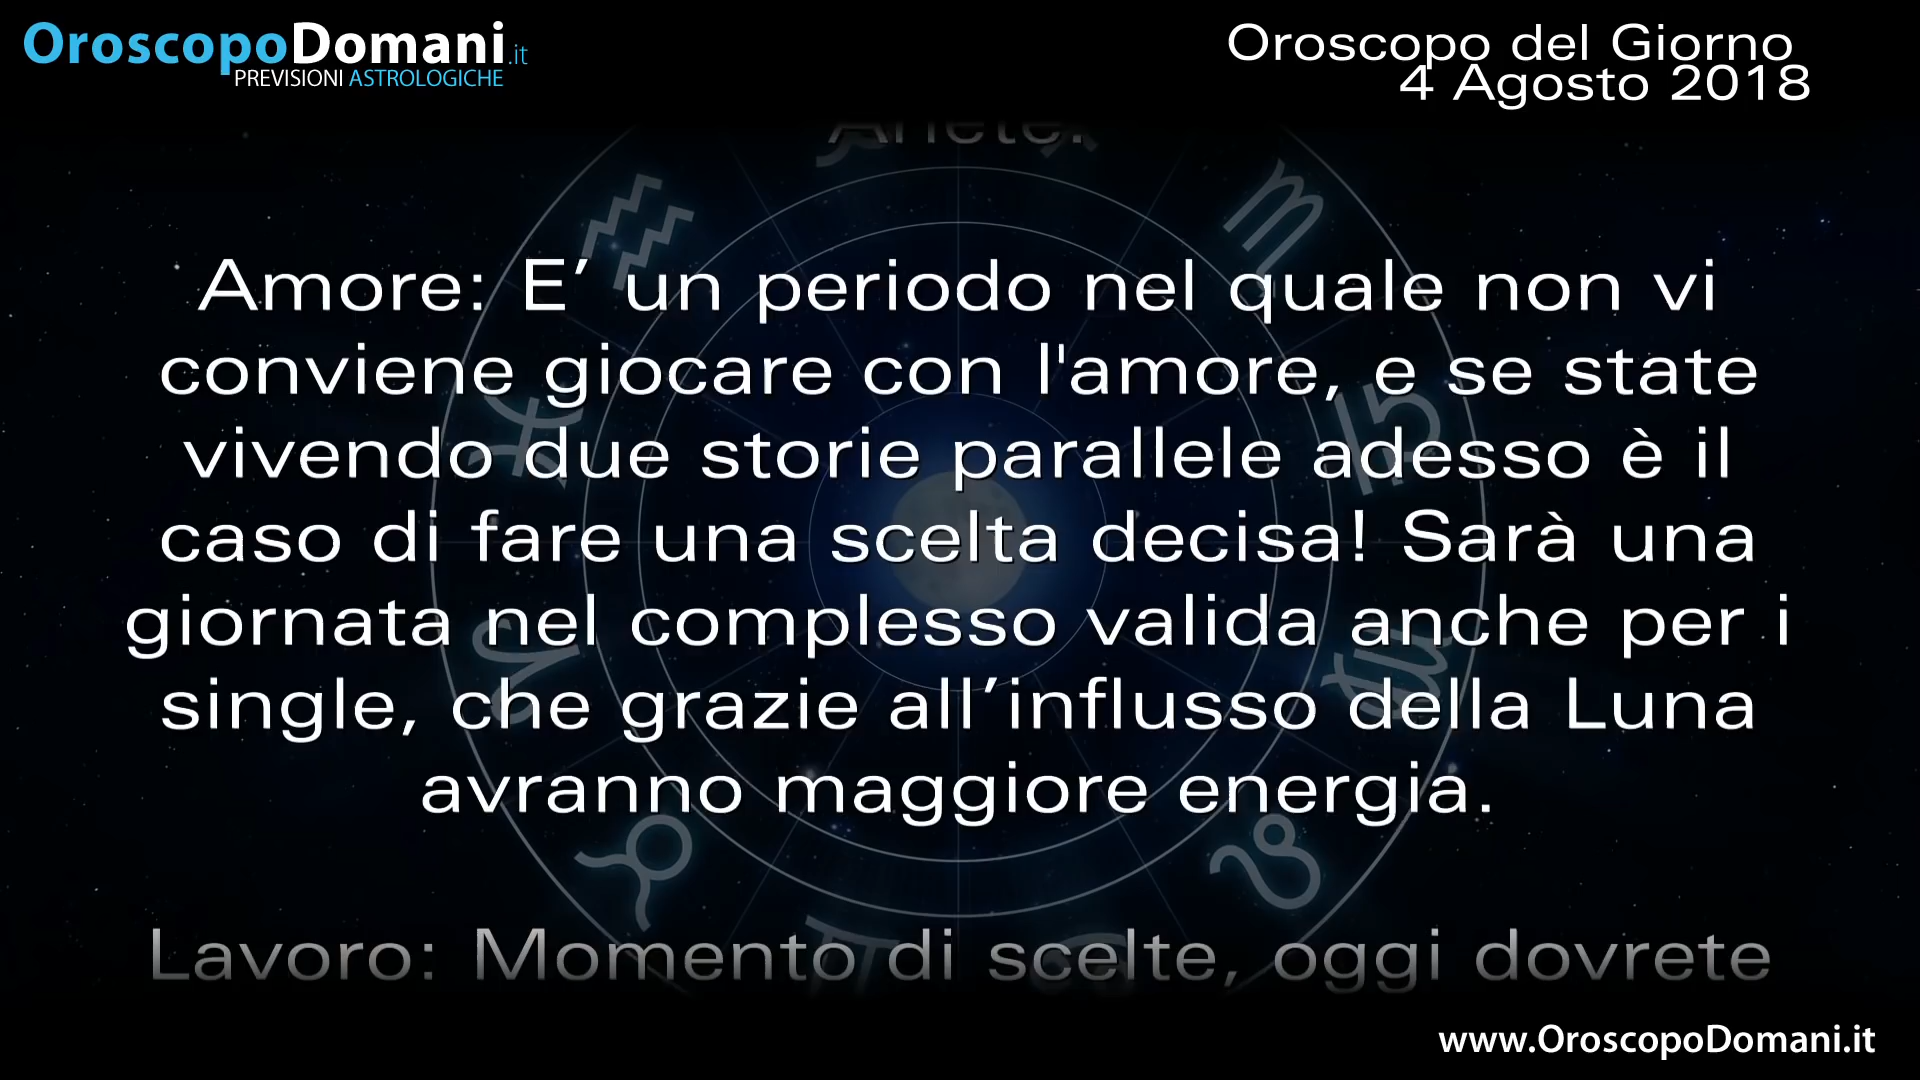 OroscopoDomani.it
PREVISIONI ASTROLOGICHE
Oroscopo del Giorno
4 Agosto 2018
Ariete:
Amore: E’ un periodo nel quale non vi
conviene giocare con l'amore, e se state
vivendo due storie parallele adesso è il
caso di fare una scelta decisa! Sarà una
giornata nel complesso valida anche per i
single, che grazie all’influsso della Luna
avranno maggiore energia.
Lavoro: Momento di scelte, oggi dovrete
www.OroscopoDomani.it